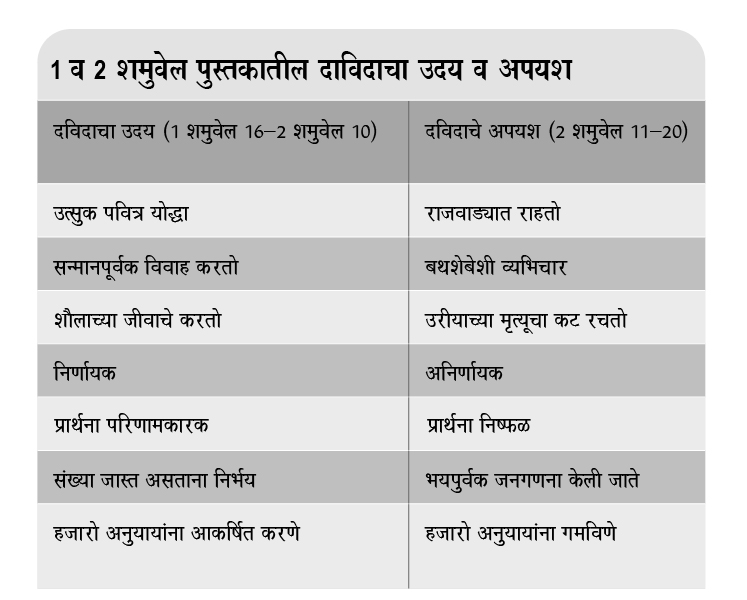 1 व 2 शमुवेल पुस्तकातील दाविदाचा उदय व अपयश
दविदाचा उदय (1 शमुवेल 16–2 शमुवेल 10) दविदाचे अपयश (2 शमुवेल 11–20)
उत्सुक पवित्र योद्धा राजवाड्यात राहतो
सन्मानपूर्वक विवाह करतो बथशेबेशी व्यभिचार
शौलाच्या जीवाचे करतो उरीयाच्या मृत्यूचा कट रचतो
निर्णायक अनिर्णायक
प्रार्थना परिणामकारक प्रार्थना निष्फळ
संख्या जास्त असताना निर्भय भयपुर्वक जनगणना केली जाते
हजारो अनुयायांना आकर्षित करणे हजारो अनुयायांना गमविणे